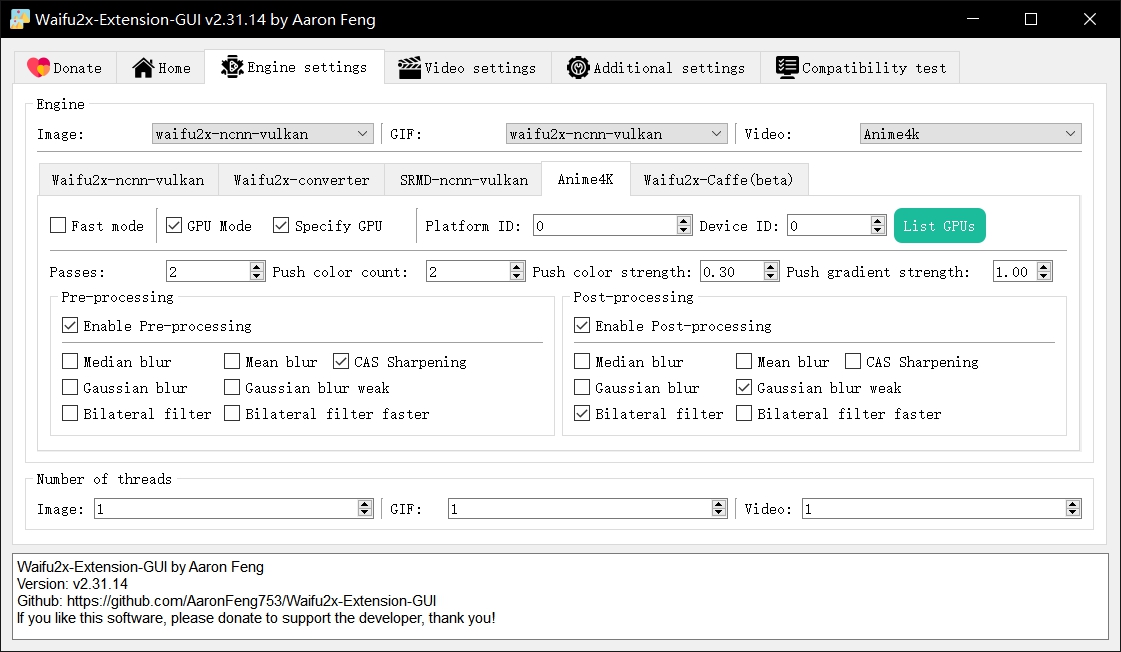 Waifu2x-Extension-GUI v2.31.14 by Aaron Feng
Donate Home Engine settings Video settings Additional settings Compatibility test
Engine
Image: waifu2x-ncnn-vulkan GIF: waifu2x-ncnn-vulkan Video: Anime4k
Waifu2x-ncnn-vulkan Waifu2x-converter SRMD-ncnn-vulkan Anime4K Waifu2x-Caffe(beta)
Fast mode GPU Mode Specify GPU Platform ID: 0 Device ID: 0 List GPUs
Passes: 2 Push color count: 2 Push color strength: 0.30 Push gradient strength: 1.00
Pre-processing Post-processing
Enable Pre-processing Enable Post-processing
Median blur Mean blur CAS Sharpening Median blur Mean blur CAS Sharpening
Gaussian blur Gaussian blur weak Gaussian blur Gaussian blur weak
Bilateral filter Bilateral filter faster Bilateral filter Bilateral filter faster
Number of threads
Image: 1 GIF: 1 Video: 1
Waifu2x-Extension-GUI by Aaron Feng
Version: v2.31.14
Github: https://github.com/AaronFeng753/Waifu2x-Extension-GUI
If you like this software, please donate to support the developer, thank you!